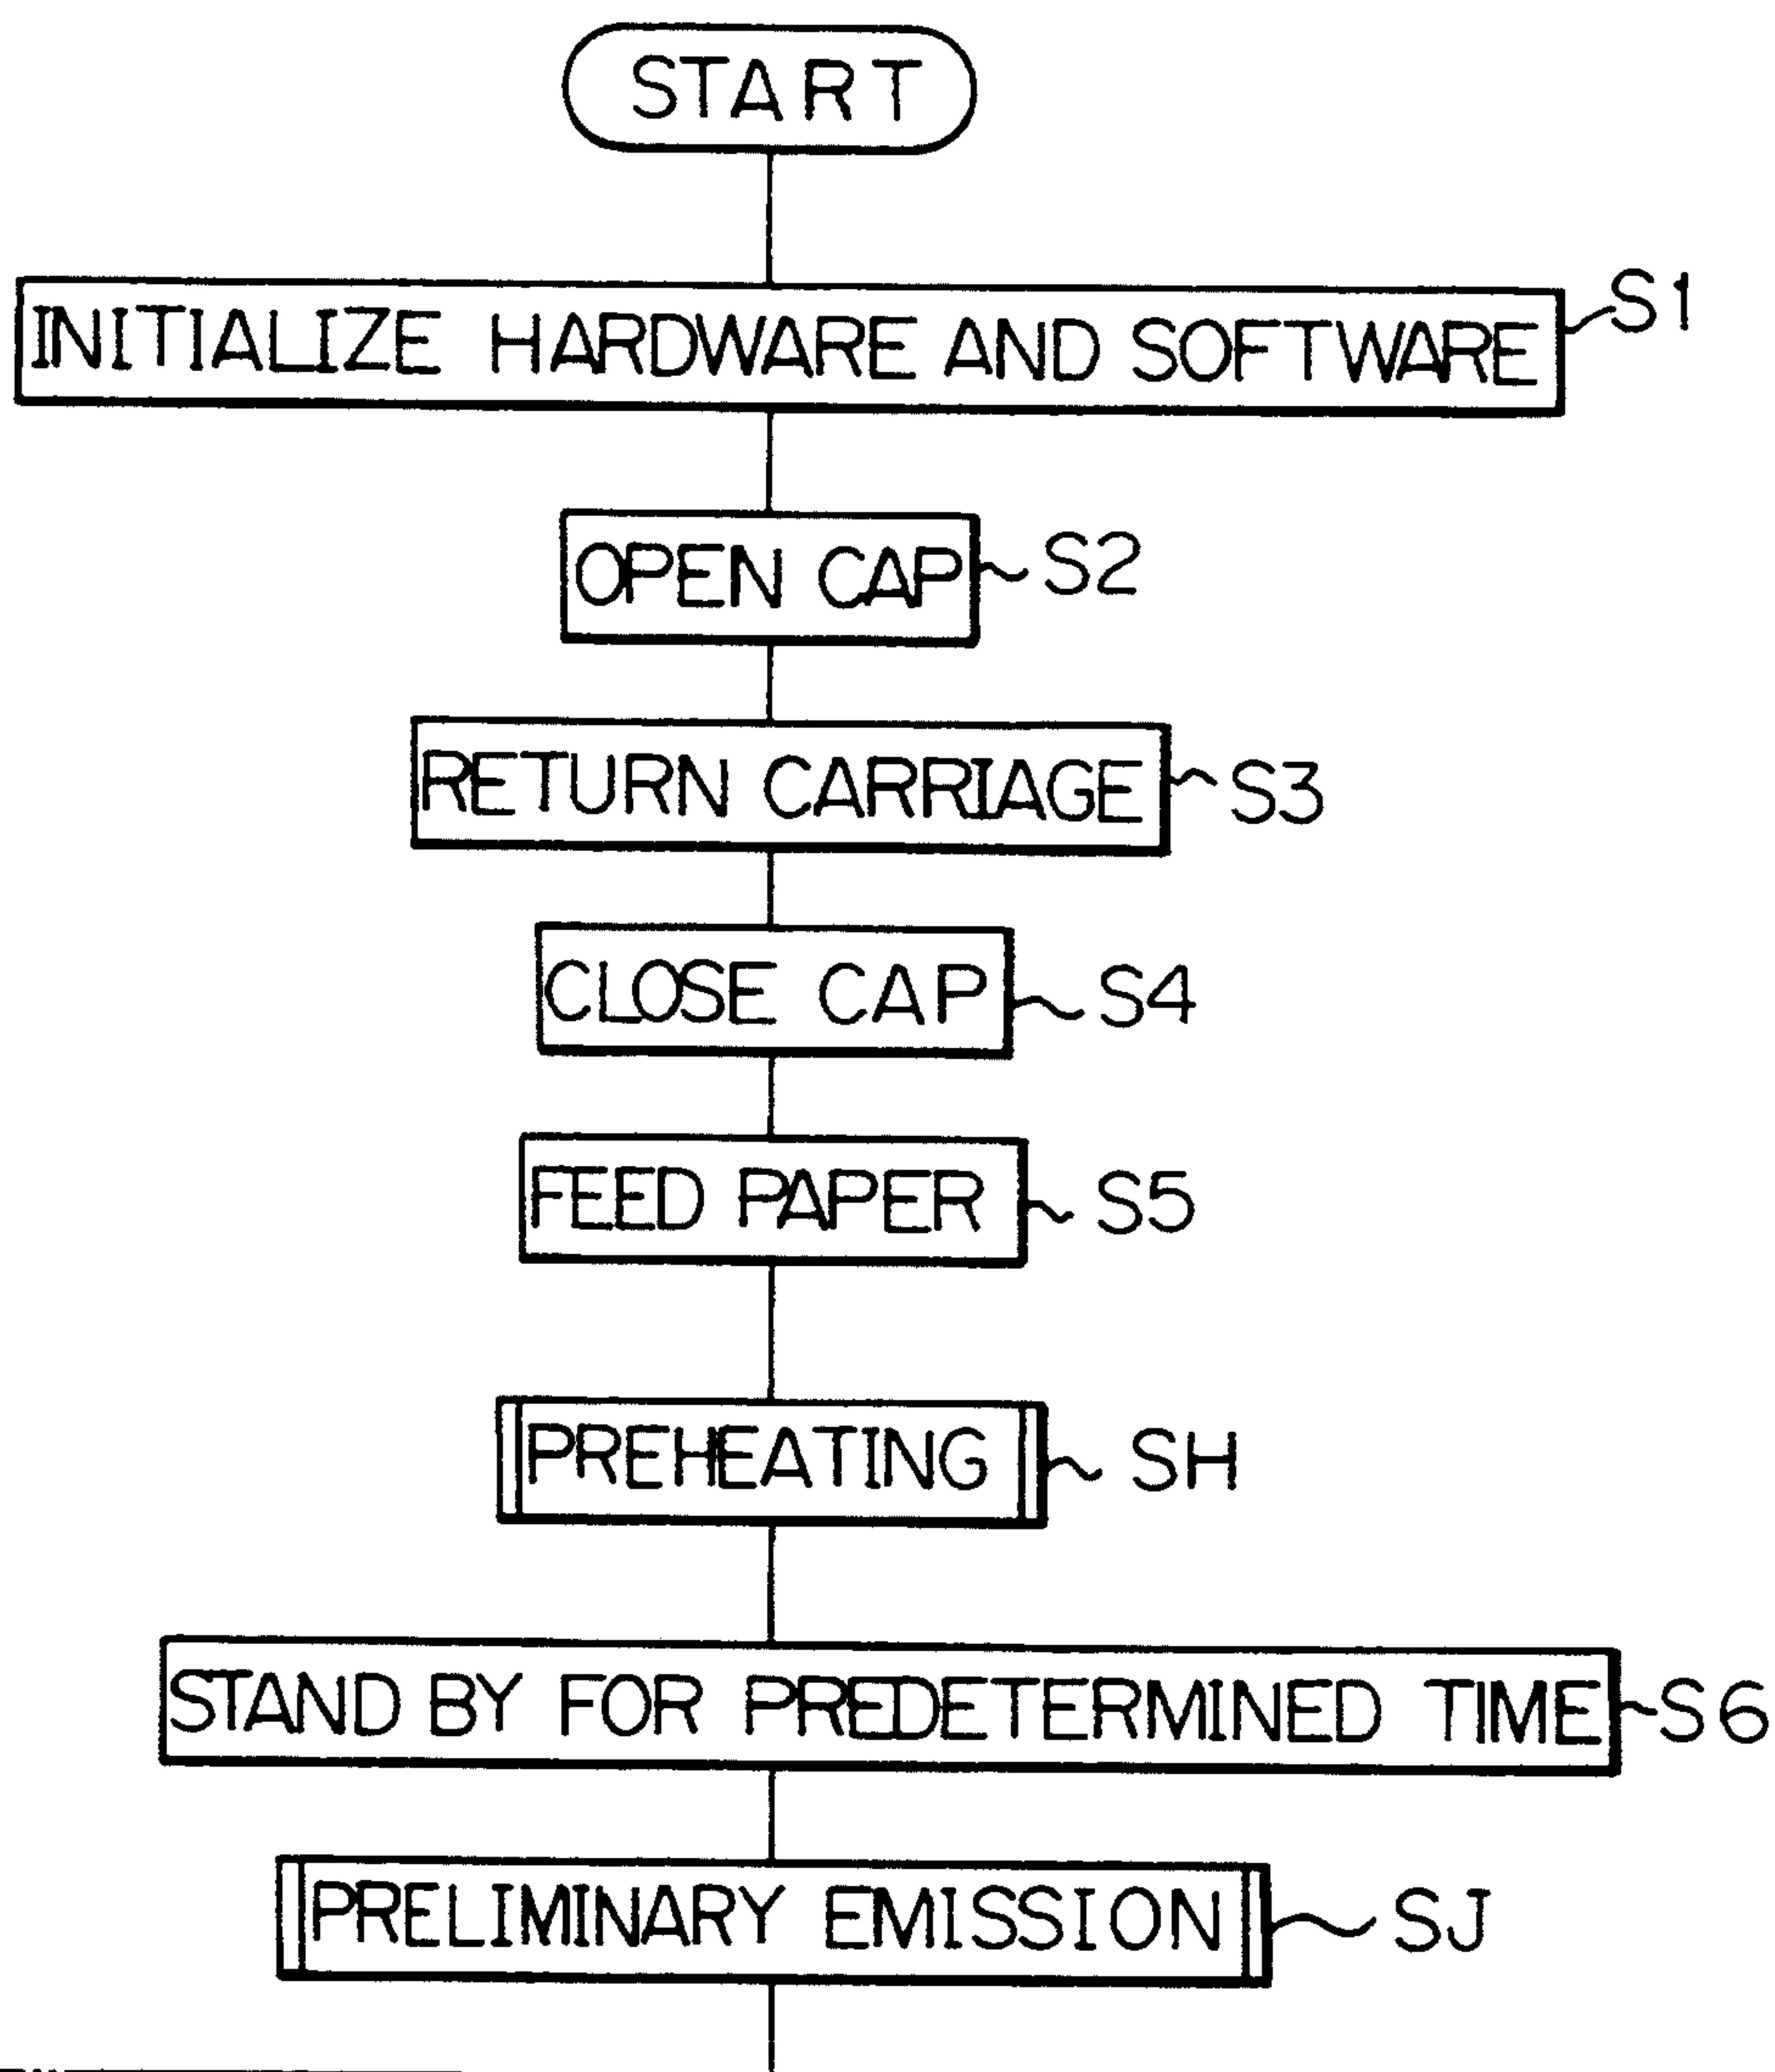 START
INITIALIZE HARDWARE AND SOFTWARE S1
OPEN CAP S2
RETURN CARRIAGE S3
CLOSE CAP S4
FEED PAPER S5
PREHEATING SH
STAND BY FOR PREDETERMINED TIME S6
PRELIMINARY EMISSION SJ